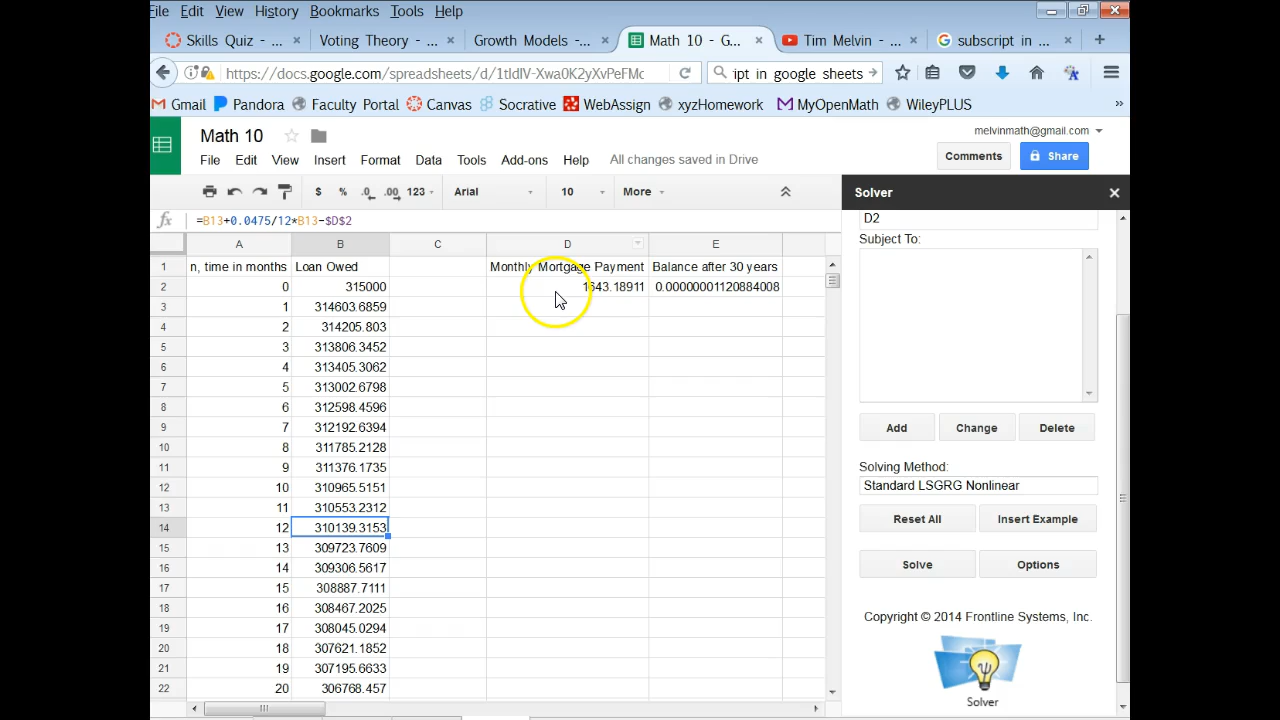 File Edit View History Bookmarks Tools Help
Skills Quiz - ... Voting Theory - ... Growth Models -... Math 10 - G... Tim Melvin - ... subscript in ...
https://docs.google.com/spreadsheets/d/1tldlV-Xwa0K2yXvPeFMc ipt in google sheets
Gmail Pandora Faculty Portal Canvas Socrative WebAssign xyzHomework MyOpenMath WileyPLUS »
Math 10
melvinmath@gmail.com
File Edit View Insert Format Data Tools Add-ons Help All changes saved in Drive Comments Share
$ % .0 .00 123 Arial 10 More
Solver
fx =B13+0.0475/12*B13-$D$2
D2
Subject To:
A B C D E
1 n, time in months Loan Owed Monthly Mortgage Payment Balance after 30 years
2 0 315000 1643.18911 0.00000001120884008
3 1 314603.6859
4 2 314205.803
5 3 313806.3452
6 4 313405.3062
7 5 313002.6798
8 6 312598.4596
9 7 312192.6394
10 8 311785.2128
11 9 311376.1735
12 10 310965.5151
13 11 310553.2312
14 12 310139.3153
15 13 309723.7609
16 14 309306.5617
17 15 308887.7111
18 16 308467.2025
19 17 308045.0294
20 18 307621.1852
21 19 307195.6633
22 20 306768.457
Add Change Delete
Solving Method:
Standard LSGRG Nonlinear
Reset All Insert Example
Solve Options
Copyright © 2014 Frontline Systems, Inc.
Solver